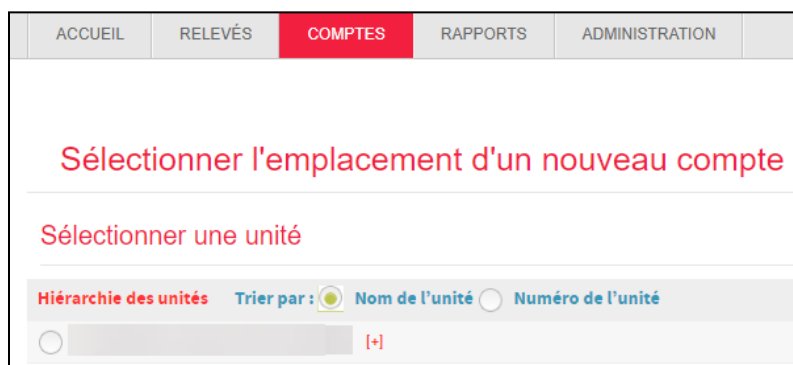 ACCUEIL RELEVÉS COMPTES RAPPORTS ADMINISTRATION
Sélectionner l'emplacement d'un nouveau compte
Sélectionner une unité
Hiérarchie des unités Trier par : Nom de l'unité Numéro de l'unité
[+]